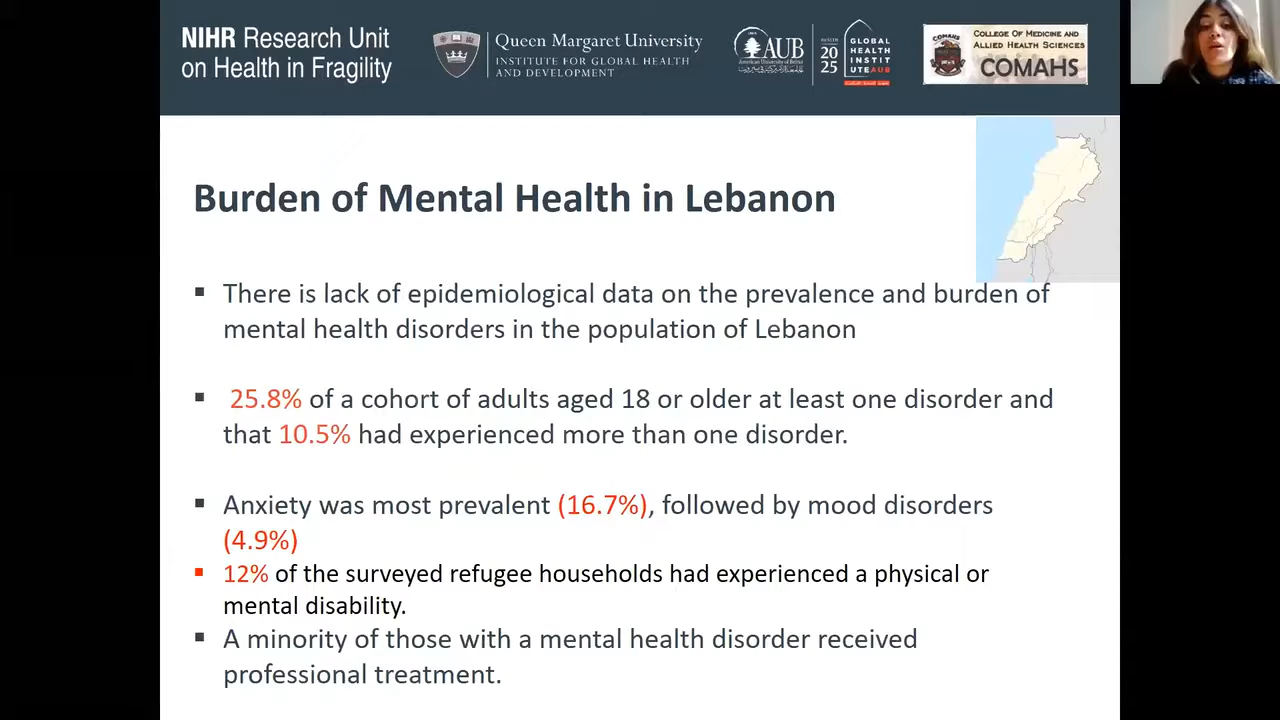 NIHR Research Unit
on Health in Fragility
Queen Margaret University
INSTITUTE FOR GLOBAL HEALTH
AND DEVELOPMENT
AUB
American University of Beirut
20
25
GLOBAL
HEALTH
INSTIT
UTEAUB
COMAHS
COLLEGE OF MEDICINE AND
ALLIED HEALTH SCIENCES
COMAHS
Burden of Mental Health in Lebanon
▪ There is lack of epidemiological data on the prevalence and burden of
mental health disorders in the population of Lebanon
▪ 25.8% of a cohort of adults aged 18 or older at least one disorder and
that 10.5% had experienced more than one disorder.
▪ Anxiety was most prevalent (16.7%), followed by mood disorders
(4.9%)
▪ 12% of the surveyed refugee households had experienced a physical or
mental disability.
▪ A minority of those with a mental health disorder received
professional treatment.